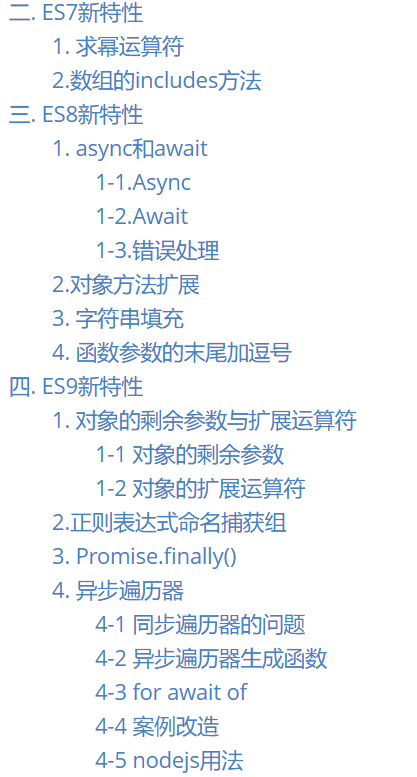 二. ES7新特性
1. 求幂运算符
2.数组的includes方法
三. ES8新特性
1. async和await
1-1.Async
1-2.Await
1-3.错误处理
2.对象方法扩展
3. 字符串填充
4. 函数参数的末尾加逗号
四. ES9新特性
1. 对象的剩余参数与扩展运算符
1-1 对象的剩余参数
1-2 对象的扩展运算符
2.正则表达式命名捕获组
3. Promise.finally()
4. 异步遍历器
4-1 同步遍历器的问题
4-2 异步遍历器生成函数
4-3 for await of
4-4 案例改造
4-5 nodejs用法